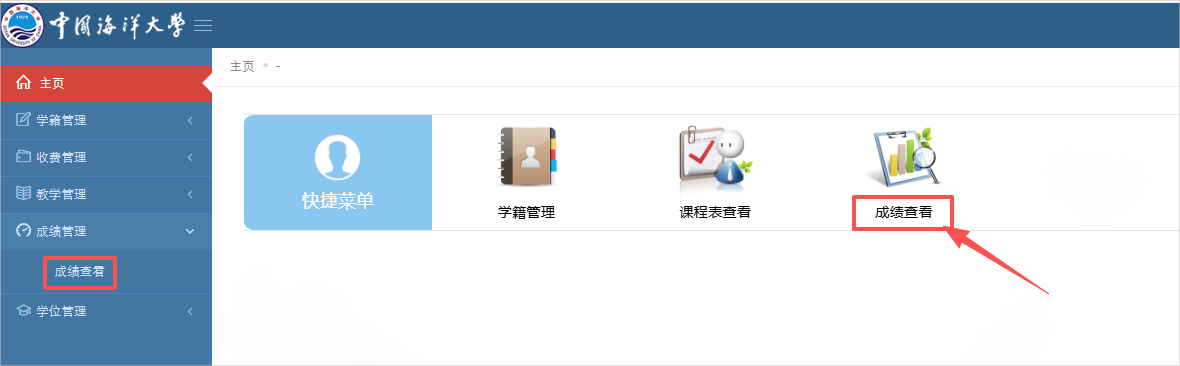 中国海洋大学
主页
学籍管理
收费管理
教学管理
成绩管理
成绩查看
学位管理
主页 -
快捷菜单
学籍管理
课程表查看
成绩查看